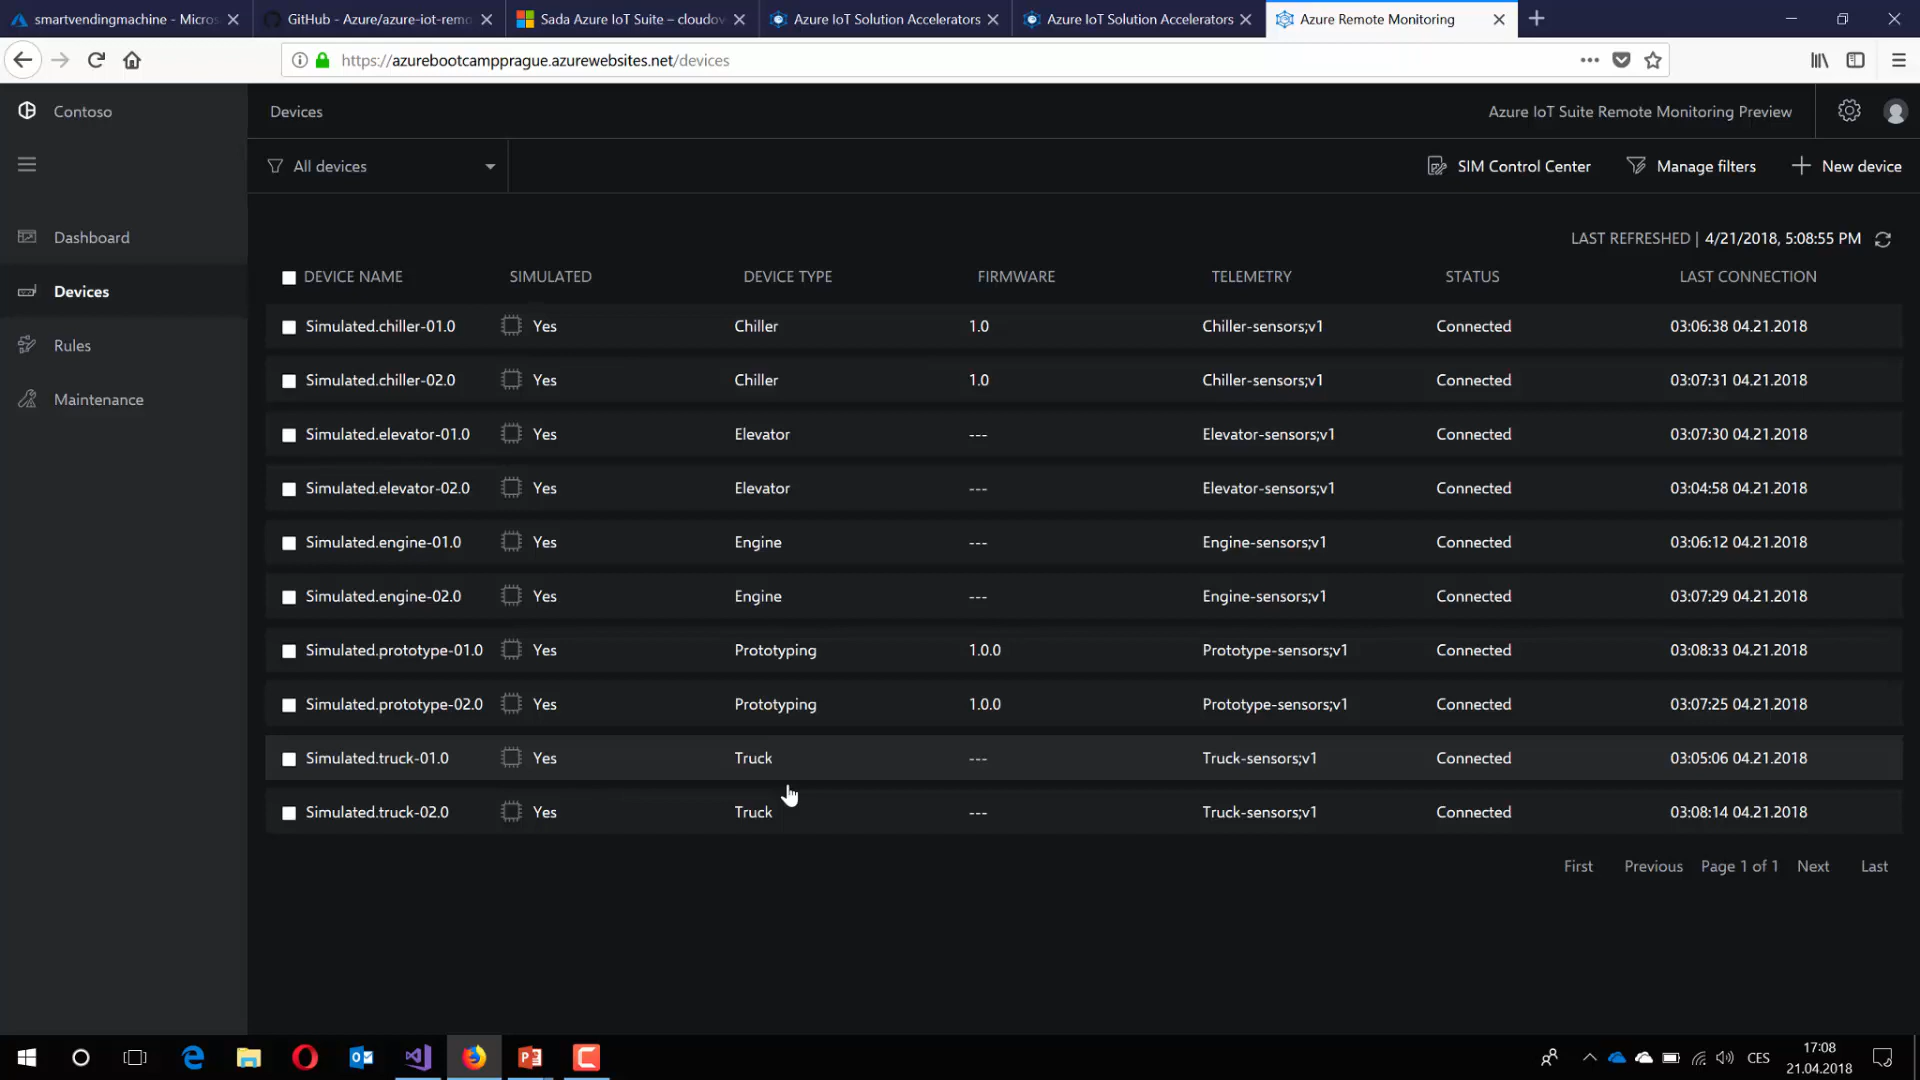 smartvendingmachine - Micros
GitHub - Azure/azure-iot-remo
Sada Azure IoT Suite – cloudov
Azure IoT Solution Accelerators
Azure IoT Solution Accelerators
Azure Remote Monitoring
https://azurebootcampprague.azurewebsites.net/devices
Contoso
Devices
Azure IoT Suite Remote Monitoring Preview
All devices
SIM Control Center
Manage filters
New device
Dashboard
Devices
Rules
Maintenance
LAST REFRESHED | 4/21/2018, 5:08:55 PM
DEVICE NAME SIMULATED DEVICE TYPE FIRMWARE TELEMETRY STATUS LAST CONNECTION
Simulated.chiller-01.0 Yes Chiller 1.0 Chiller-sensors;v1 Connected 03:06:38 04.21.2018
Simulated.chiller-02.0 Yes Chiller 1.0 Chiller-sensors;v1 Connected 03:07:31 04.21.2018
Simulated.elevator-01.0 Yes Elevator --- Elevator-sensors;v1 Connected 03:07:30 04.21.2018
Simulated.elevator-02.0 Yes Elevator --- Elevator-sensors;v1 Connected 03:04:58 04.21.2018
Simulated.engine-01.0 Yes Engine --- Engine-sensors;v1 Connected 03:06:12 04.21.2018
Simulated.engine-02.0 Yes Engine --- Engine-sensors;v1 Connected 03:07:29 04.21.2018
Simulated.prototype-01.0 Yes Prototyping 1.0.0 Prototype-sensors;v1 Connected 03:08:33 04.21.2018
Simulated.prototype-02.0 Yes Prototyping 1.0.0 Prototype-sensors;v1 Connected 03:07:25 04.21.2018
Simulated.truck-01.0 Yes Truck --- Truck-sensors;v1 Connected 03:05:06 04.21.2018
Simulated.truck-02.0 Yes Truck --- Truck-sensors;v1 Connected 03:08:14 04.21.2018
First Previous Page 1 of 1 Next Last
CES
17:08
21.04.2018